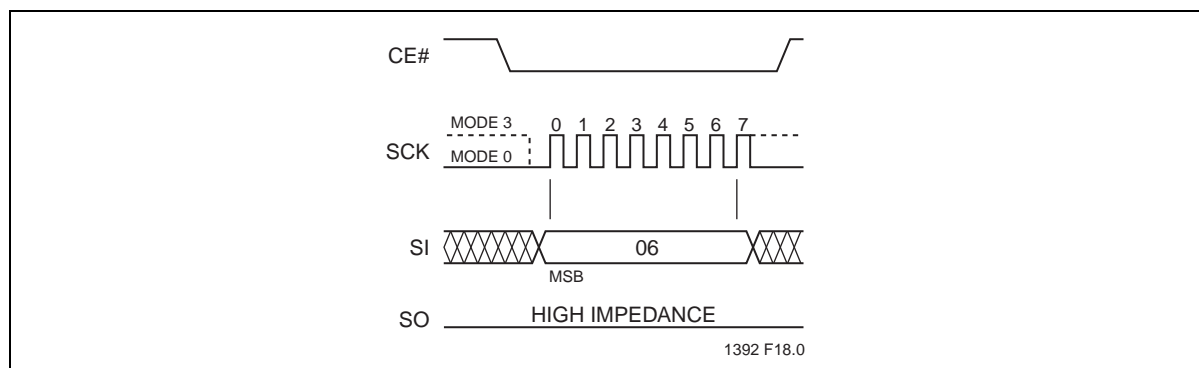 CE#
MODE 3
0 1 2 3 4 5 6 7
SCK
MODE 0
SI
06
MSB
SO
HIGH IMPEDANCE
1392 F18.0